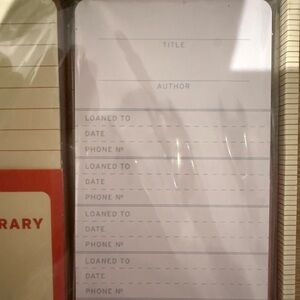 TITLE
AUTHOR
LOANED TO
DATE
PHONE Nº
LOANED TO
DATE
PHONE Nº
LOANED TO
DATE
PHONE Nº
LOANED TO
DATE
PHONE Nº
RARY